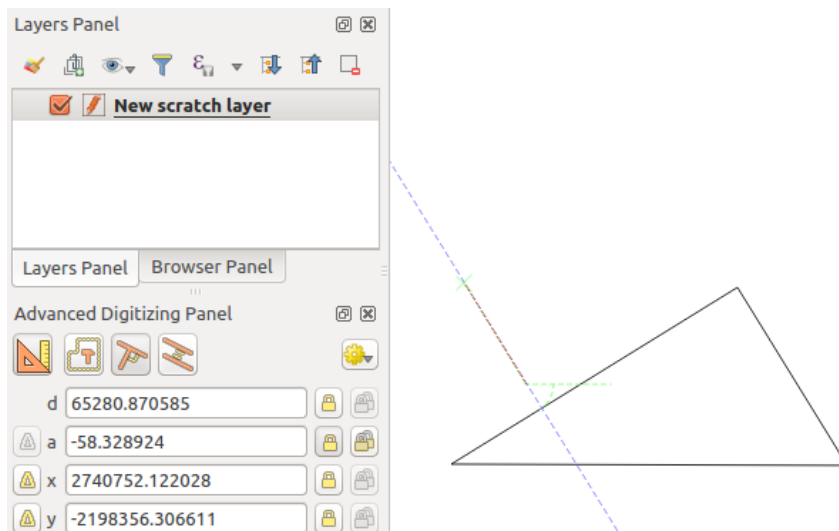 Layers Panel
New scratch layer
Layers Panel
Browser Panel
Advanced Digitizing Panel
d 65280.870585
a -58.328924
x 2740752.122028
y -2198356.306611